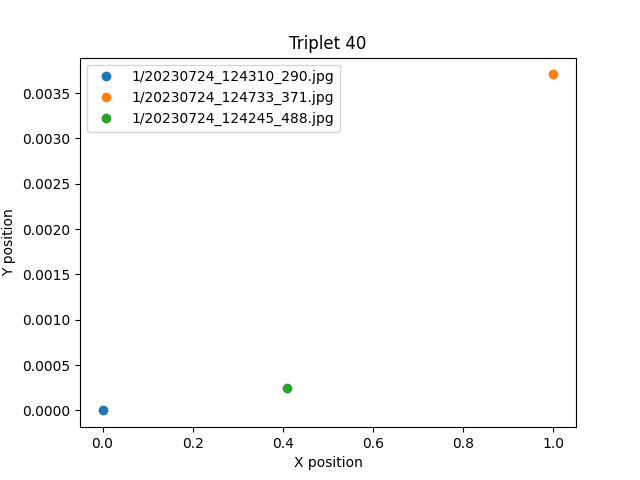 Triplet 40
1/20230724_124310_290.jpg
1/20230724_124733_371.jpg
1/20230724_124245_488.jpg
0.0035
0.0030
0.0025
0.0020
0.0015
0.0010
0.0005
0.0000
Y position
0.0
0.2
0.4
0.6
0.8
1.0
X position